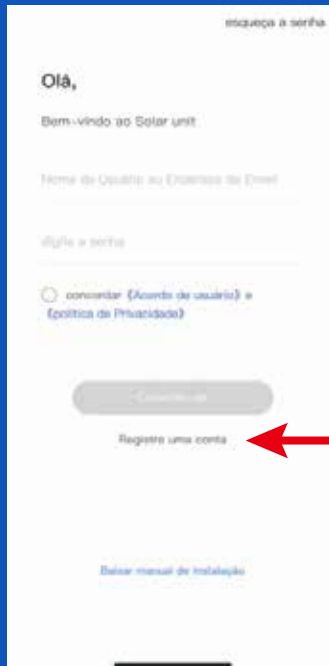 esqueça a senha
Olá,
Bem-vindo ao Solar unit
Nome de Usuário ou Endereço de Email
digite a senha
concordar《Acordo de usuário》e
《política de Privacidade》
Registre uma conta
Baixar manual de instalação